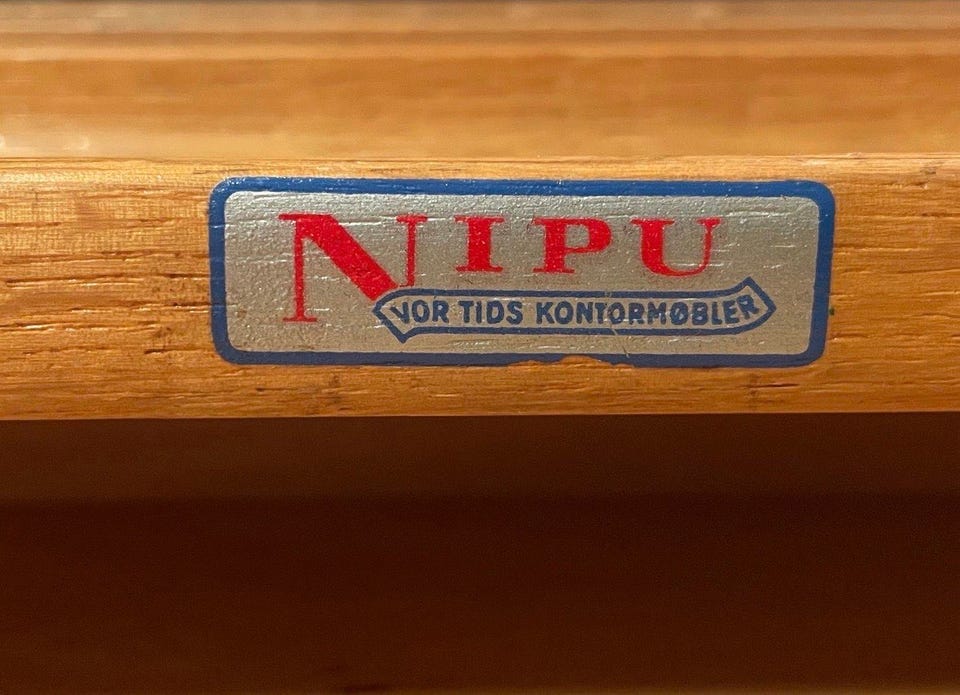 NIPU
VOR TIDS KONTORMØBLER